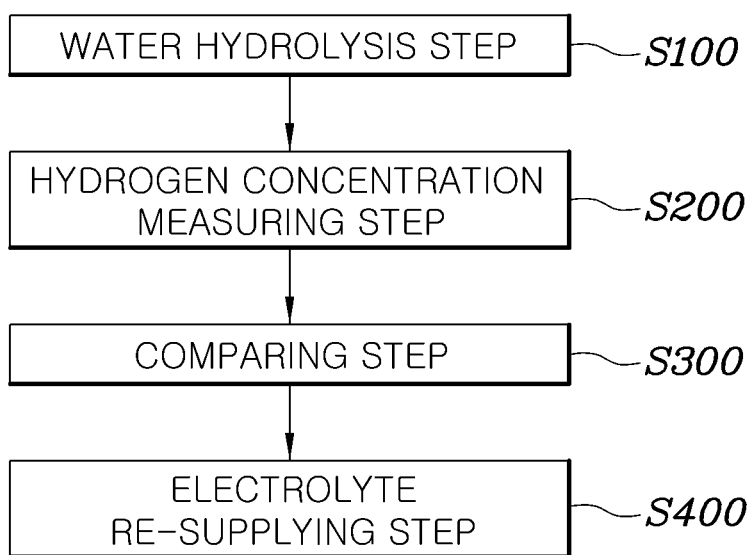 WATER HYDROLYSIS STEP
S100
HYDROGEN CONCENTRATION
MEASURING STEP
S200
COMPARING STEP
S300
ELECTROLYTE
RE-SUPPLYING STEP
S400